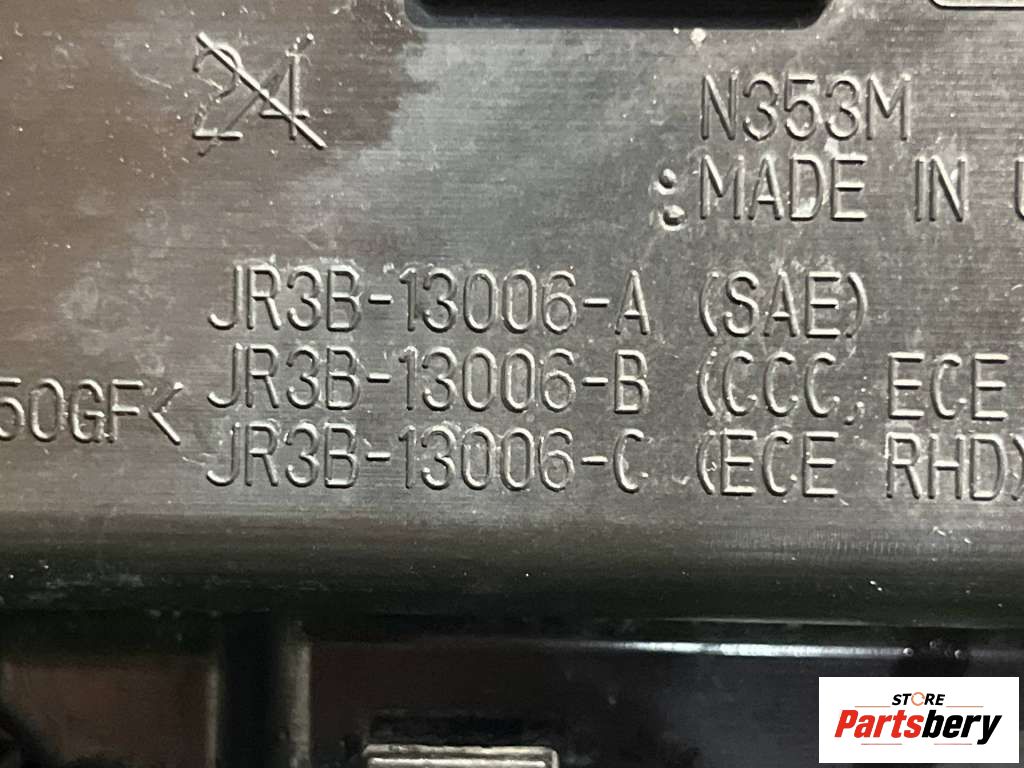 24
N353M
:MADE IN
JR3B-13006-A (SAE)
JR3B-13006-B (CCC, ECE
50GF<
JR3B-13006-C (ECE RHD)
STORE
Partsbery